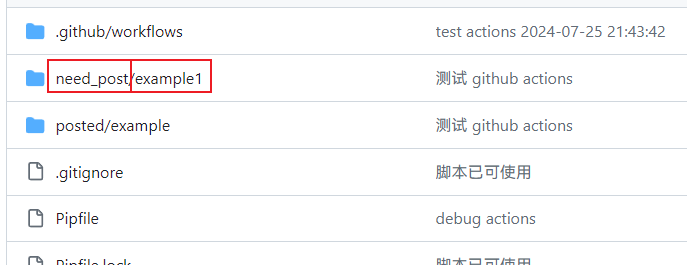 .github/workflows test actions 2024-07-25 21:43:42
need_post/example1 测试 github actions
posted/example 测试 github actions
.gitignore 脚本已可使用
Pipfile debug actions
Pipfile.lock 脚本已可使用